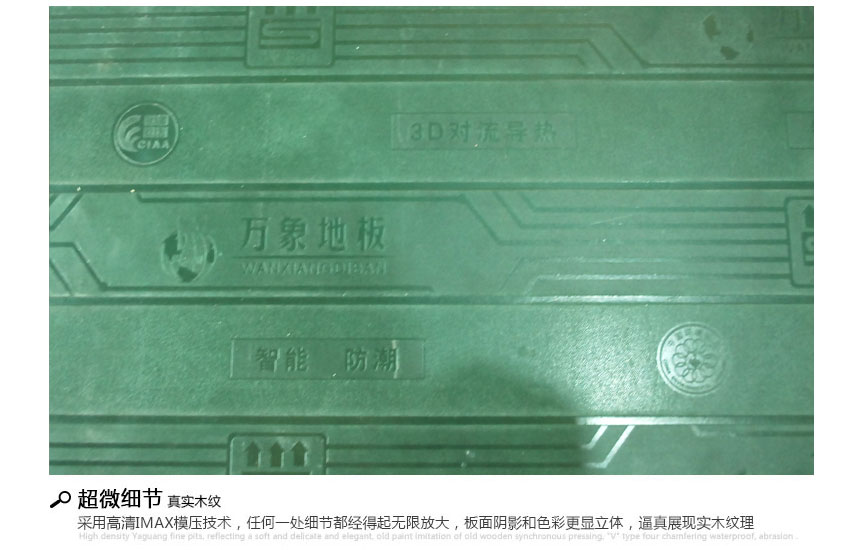 S
CIAA
3D对流导热
万象地板
WANXIANGDIBAN
智能 防潮
超微细节 真实木纹
采用高清IMAX模压技术，任何一处细节都经得起无限放大，板面阴影和色彩更显立体，逼真展现实木纹理
High density Yaguang fine pits, reflecting a soft and delicate and elegant, old paint imitation of old wooden synchronous pressing, "V" type four chamfering waterproof, abrasion .